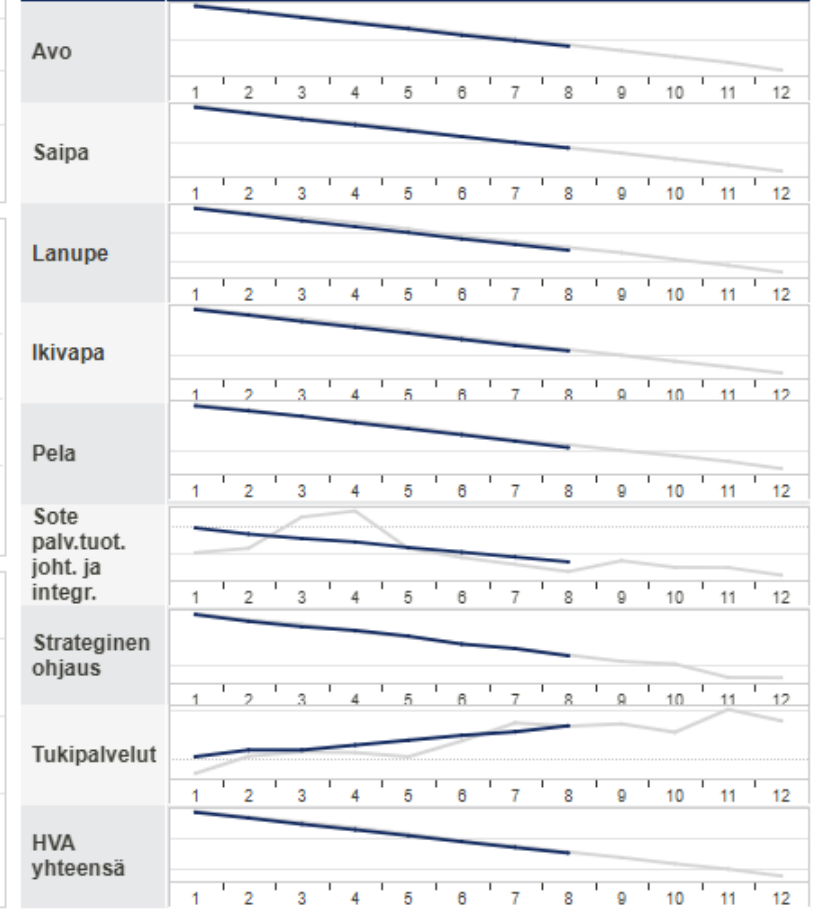 Avo
1 2 3 4 5 6 7 8 9 10 11 12
Saipa
1 2 3 4 5 6 7 8 9 10 11 12
Lanupe
1 2 3 4 5 6 7 8 9 10 11 12
Ikivapa
1 2 3 4 5 6 7 8 9 10 11 12
Pela
1 2 3 4 5 6 7 8 9 10 11 12
Sote
palv.tuot.
joht. ja
integr.
1 2 3 4 5 6 7 8 9 10 11 12
Strateginen
ohjaus
1 2 3 4 5 6 7 8 9 10 11 12
Tukipalvelut
1 2 3 4 5 6 7 8 9 10 11 12
HVA
yhteensä
1 2 3 4 5 6 7 8 9 10 11 12